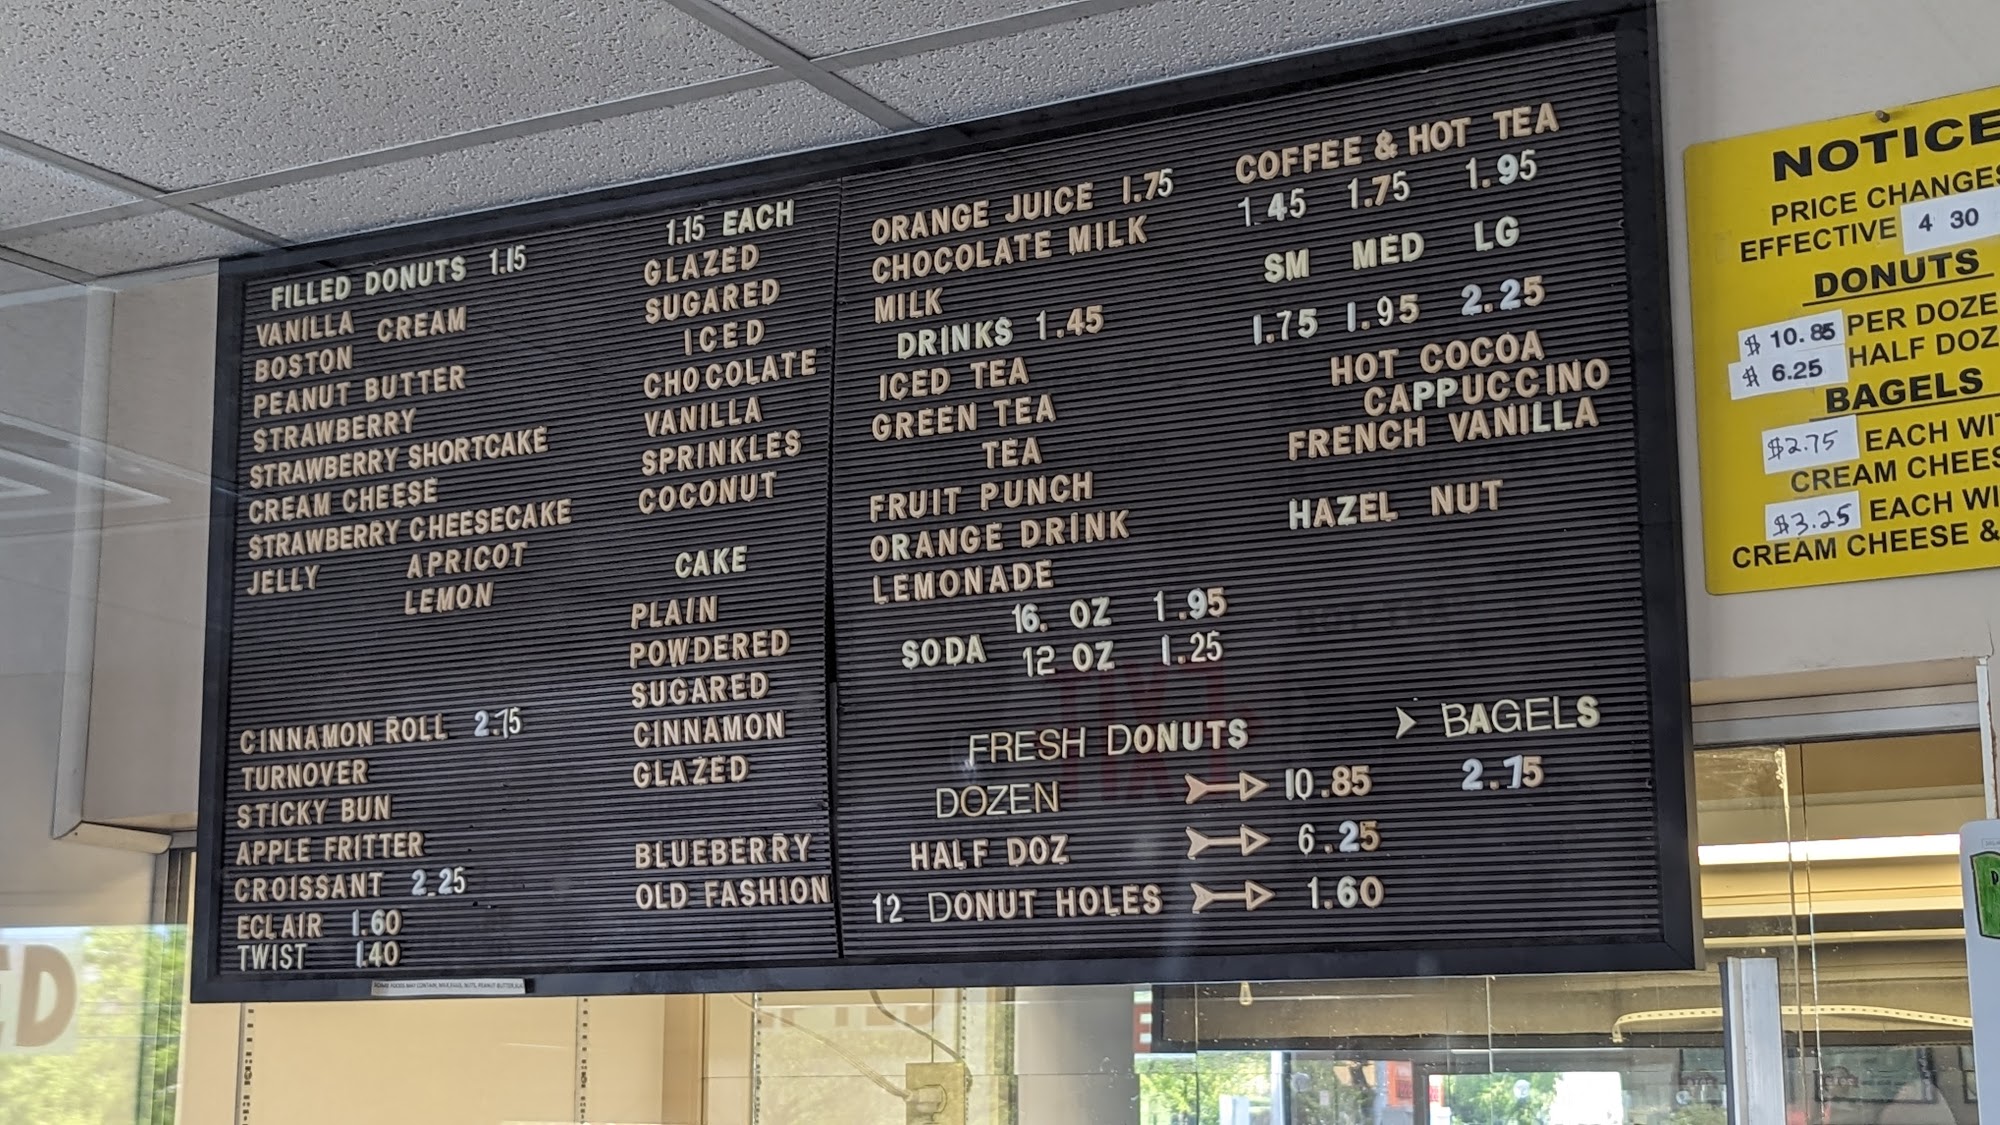 FILLED DONUTS 1.15
VANILLA CREAM
BOSTON
PEANUT BUTTER
STRAWBERRY
STRAWBERRY SHORTCAKE
CREAM CHEESE
STRAWBERRY CHEESECAKE
JELLY APRICOT
LEMON
CINNAMON ROLL 2.75
TURNOVER
STICKY BUN
APPLE FRITTER
CROISSANT 2.25
ECLAIR 1.60
TWIST 1.40
1.15 EACH
GLAZED
SUGARED
ICED
CHOCOLATE
VANILLA
SPRINKLES
COCONUT
CAKE
PLAIN
POWDERED
SUGARED
CINNAMON
GLAZED
BLUEBERRY
OLD FASHION
ORANGE JUICE 1.75
CHOCOLATE MILK
MILK
DRINKS 1.45
ICED TEA
GREEN TEA
TEA
FRUIT PUNCH
ORANGE DRINK
LEMONADE
16. OZ 1.95
SODA
12 OZ 1.25
COFFEE & HOT TEA
1 45 1.75 1.95
SM MED LG
1.75 1.95 2.25
HOT COCOA
CAPPUCCINO
FRENCH VANILLA
HAZEL NUT
FRESH DONUTS
DOZEN 10.85
HALF DOZ 6.25
12 DONUT HOLES 1.60
BAGELS
2.75
NOTICE
PRICE CHANGES
EFFECTIVE 4 30
DONUTS
$ 10.85 PER DOZE
$ 6.25 HALF DOZ
BAGELS
$2.75 EACH WIT
CREAM CHEES
$3.25 EACH WI
CREAM CHEESE &